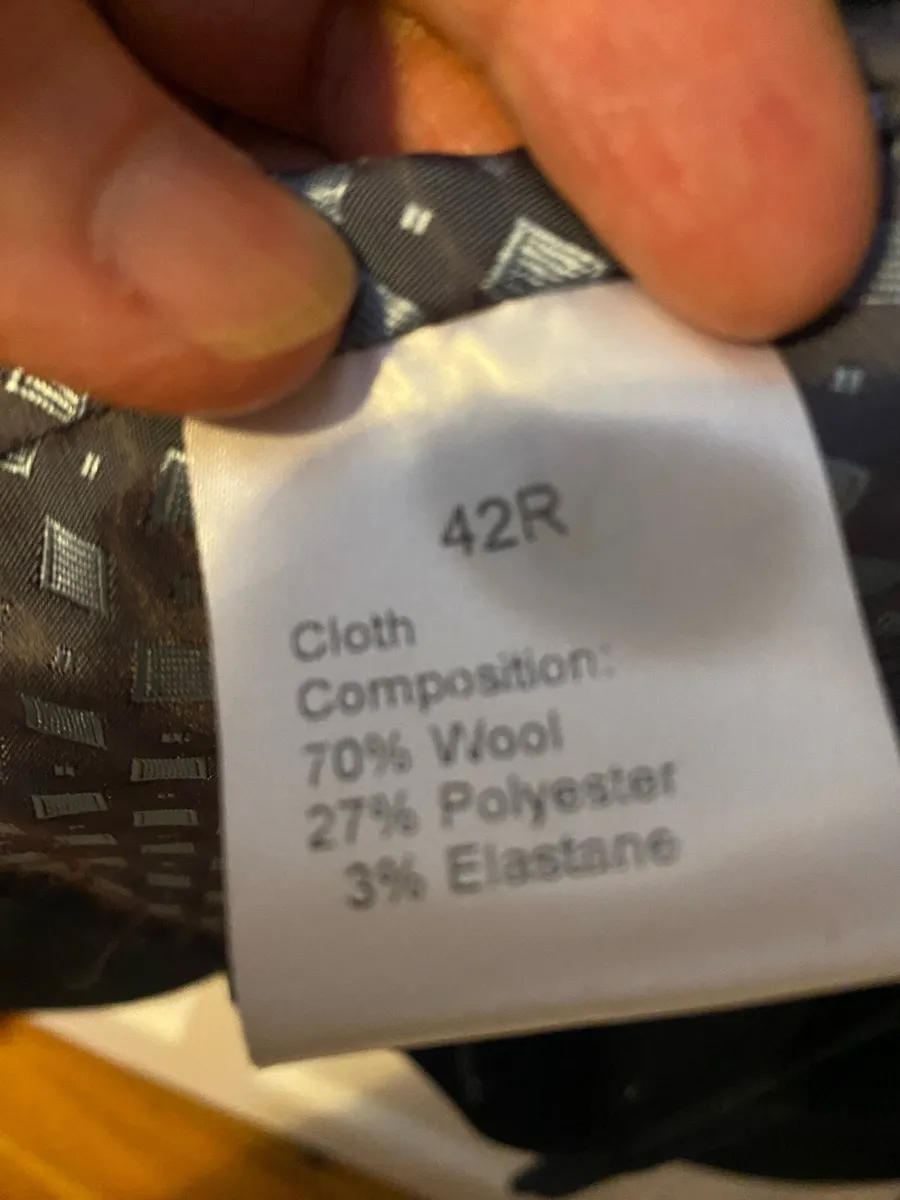 42R
Cloth
Composition:
70% Wool
27% Polyester
3% Elastane